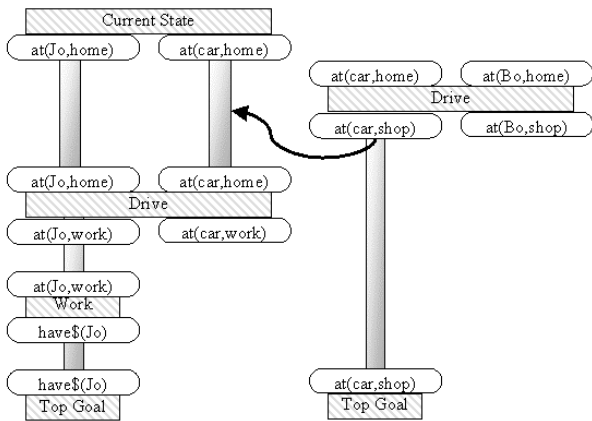 Current State
at(Jo,home) at(car,home)
at(car,home) at(Bo,home)
Drive
at(car,shop) at(Bo,shop)
at(Jo,home) at(car,home)
Drive
at(Jo,work) at(car,work)
at(Jo,work)
Work
have$(Jo)
have$(Jo) at(car,shop)
Top Goal Top Goal